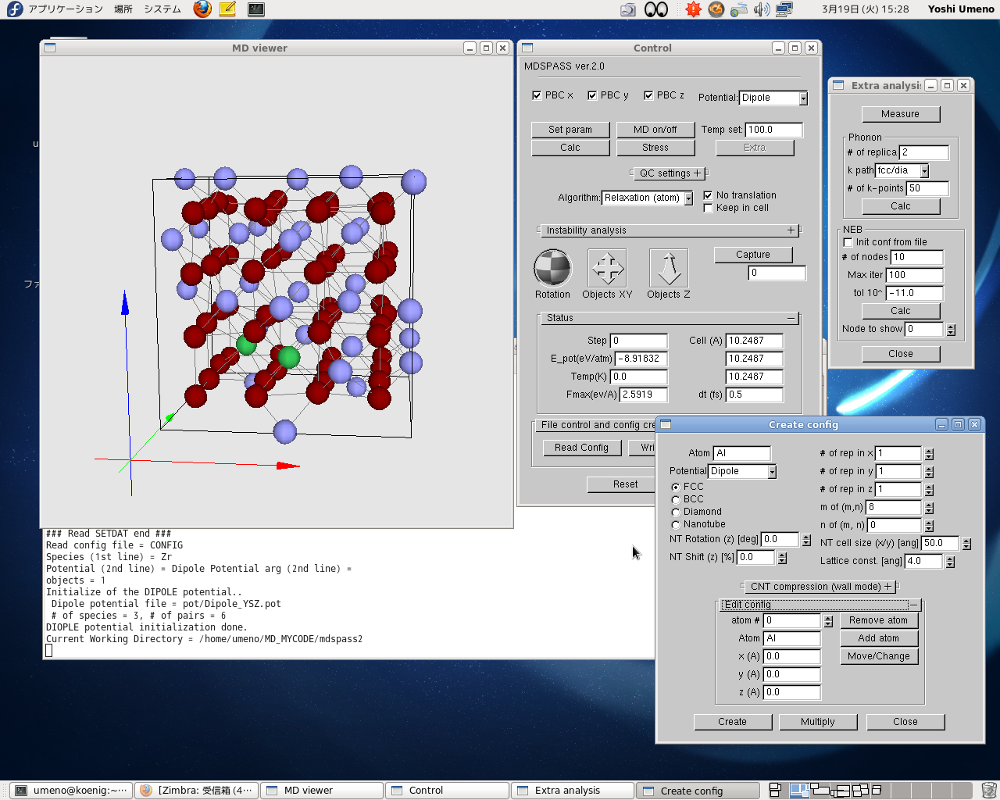 アプリケーション 場所 システム
3月19日 (火) 15:28 Yoshi Umeno
MD viewer
Control
MDSPASS ver.2.0
PBC x PBC y PBC z Potential: Dipole
Set param MD on/off Temp set: 100.0
Calc Stress Extra
QC settings +
Algorithm: Relaxation (atom) No translation
Keep in cell
Instability analysis +
Capture
0
Rotation Objects XY Objects Z
Status —
Step 0 Cell (A) 10.2487
E_pot(eV/atm) -8.91832 10.2487
Temp(K) 0.0 10.2487
Fmax(ev/A) 2.5919 dt (fs) 0.5
File control and config cre
Read Config Wri
Reset
Extra analysis
Measure
Phonon
# of replica 2
k path fcc/dia
# of k-points 50
Calc
NEB
Init conf from file
# of nodes 10
Max iter 100
tol 10^ -11.0
Calc
Node to show 0
Close
u
ファ
### Read SETDAT end ###
Read config file = CONFIG
Species (1st line) = Zr
Potential (2nd line) = Dipole Potential arg (2nd line) =
objects = 1
Initialize of the DIPOLE potential..
Dipole potential file = pot/Dipole_YSZ.pot
# of species = 3, # of pairs = 6
DIOPLE potential initialization done.
Current Working Directory = /home/umeno/MD_MYCODE/mdspass2
Create config
Atom Al # of rep in x 1
Potential Dipole # of rep in y 1
FCC # of rep in z 1
BCC m of (m,n) 8
Diamond
Nanotube n of (m, n) 0
NT Rotation (z) [deg] 0.0 NT cell size (x/y) [ang] 50.0
NT Shift (z) [%] 0.0 Lattice const. [ang] 4.0
CNT compression (wall mode) +
Edit config —
atom # 0 Remove atom
Atom Al Add atom
x (A) 0.0 Move/Change
y (A) 0.0
z (A) 0.0
Create Multiply Close
umeno@koenig:~… [Zimbra: 受信箱 (4… MD viewer Control Extra analysis Create config